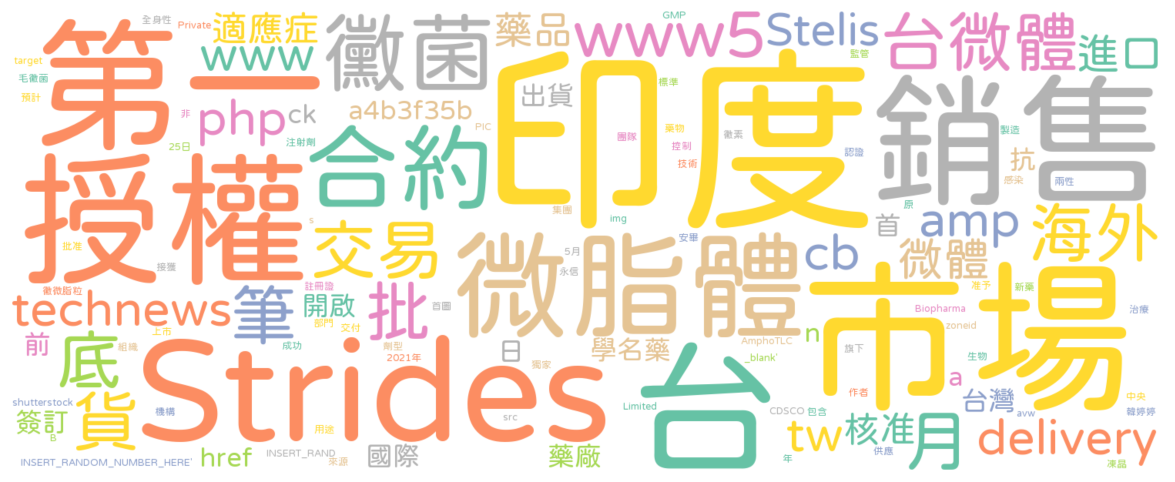 全身性
Private
適應症
黴菌
藥品
www5
GMP
Stelis
台微體
進口
target
第一
www
監管
毛黴菌
預計
非
php
ck
a4b3f35b
出貨
標準
印度
銷售
注射劑
PIC
團隊
藥物
黴素
控制
製造
25日
合約
技術
認證
抗
感染
兩性
授權
集團
img
原
首
amp
海外
s
交易
批准
接獲
安畢
5月
永信
微脂體
cb
微體
准予
新藥
黴微脂粒
註冊證
technews
筆
開啟
批
百圖
市場
Biopharma
治療
部門
交付
zoneid
上市
前
底
組織
成功
劑型
2021年
日
學名藥
獨家
AmphoTLC
_blank'
n
旗下
生物
Strides
台
a
作者
shutterstock
簽訂
B
貨
機構
用途
src
Limited
CDSCO
包含
台灣
avw
中央
韓婷婷
tw
核准
月
delivery
INSERT_RANDOM_NUMBER_HERE'
href
INSERT_RAND
來源
國際
藥廠
年
供應
凍晶